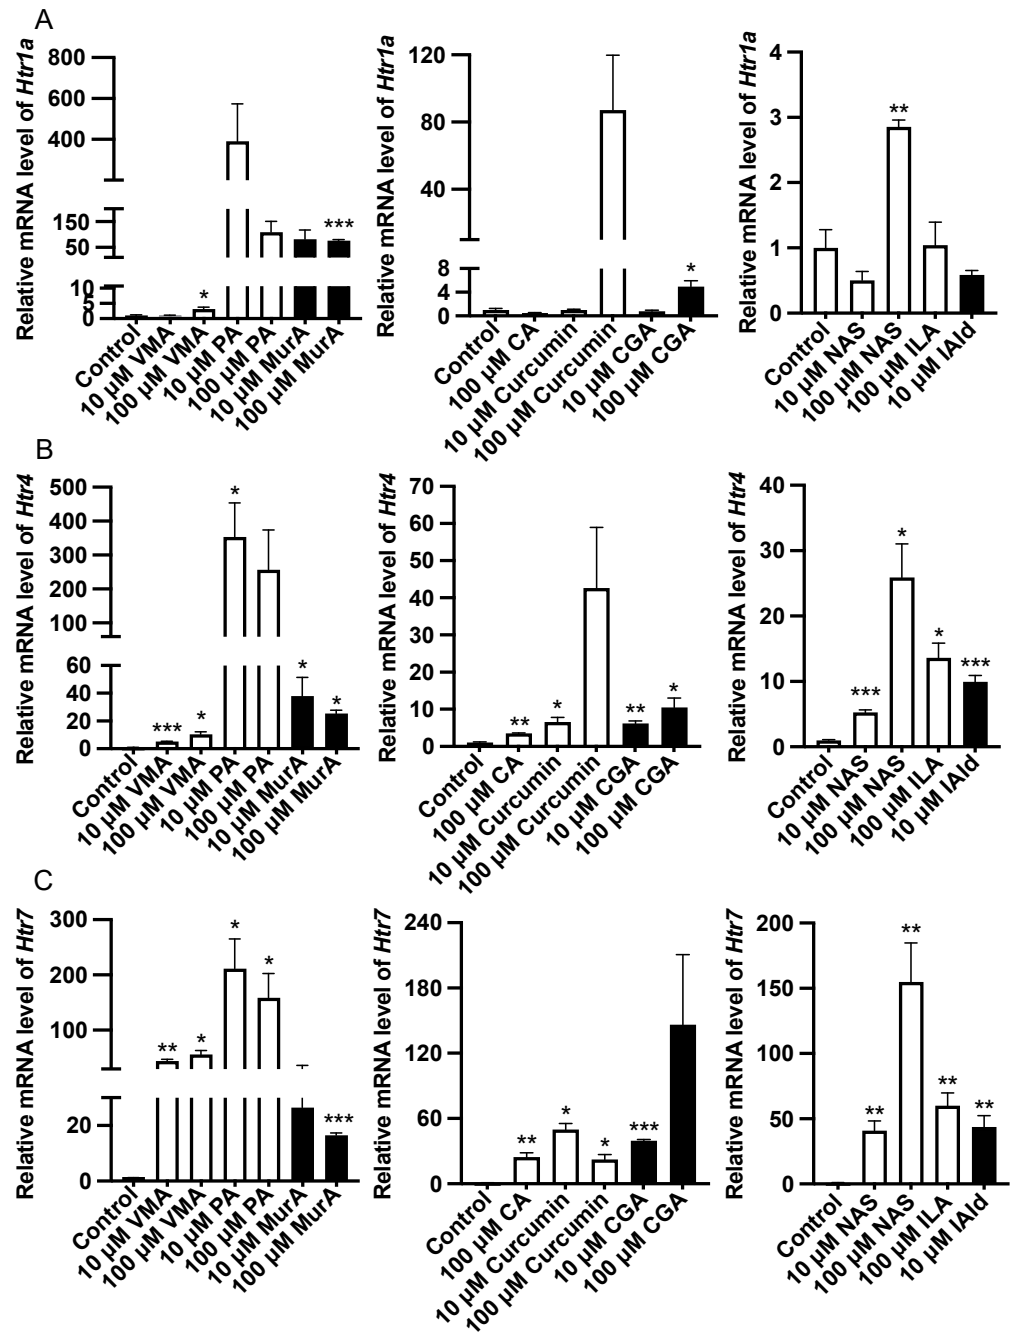 A
Relative mRNA level of Htr1a
800
600
400
150
50
10
5
0
*
***
Control
10 µM VMA
100 µM VMA
10 µM PA
100 µM PA
10 µM MurA
100 µM MurA
Relative mRNA level of Htr1a
120
80
40
8
4
0
*
Control
100 µM CA
10 µM Curcumin
100 µM Curcumin
10 µM CGA
100 µM CGA
Relative mRNA level of Htr1a
4
3
2
1
0
**
Control
10 µM NAS
100 µM NAS
100 µM ILA
10 µM IAld
B
Relative mRNA level of Htr4
500
400
300
200
100
60
40
20
0
***
*
*
*
*
Control
10 µM VMA
100 µM VMA
10 µM PA
100 µM PA
10 µM MurA
100 µM MurA
Relative mRNA level of Htr4
70
60
50
40
30
20
10
0
**
*
**
*
Control
100 µM CA
10 µM Curcumin
100 µM Curcumin
10 µM CGA
100 µM CGA
Relative mRNA level of Htr4
40
30
20
10
0
***
*
*
***
Control
10 µM NAS
100 µM NAS
100 µM ILA
10 µM IAld
C
Relative mRNA level of Htr7
300
200
100
20
0
**
*
*
*
***
Control
10 µM VMA
100 µM VMA
10 µM PA
100 µM PA
10 µM MurA
100 µM MurA
Relative mRNA level of Htr7
240
180
120
60
0
**
*
*
***
Control
100 µM CA
10 µM Curcumin
100 µM Curcumin
10 µM CGA
100 µM CGA
Relative mRNA level of Htr7
200
150
100
50
0
**
**
**
**
Control
10 µM NAS
100 µM NAS
100 µM ILA
10 µM IAld